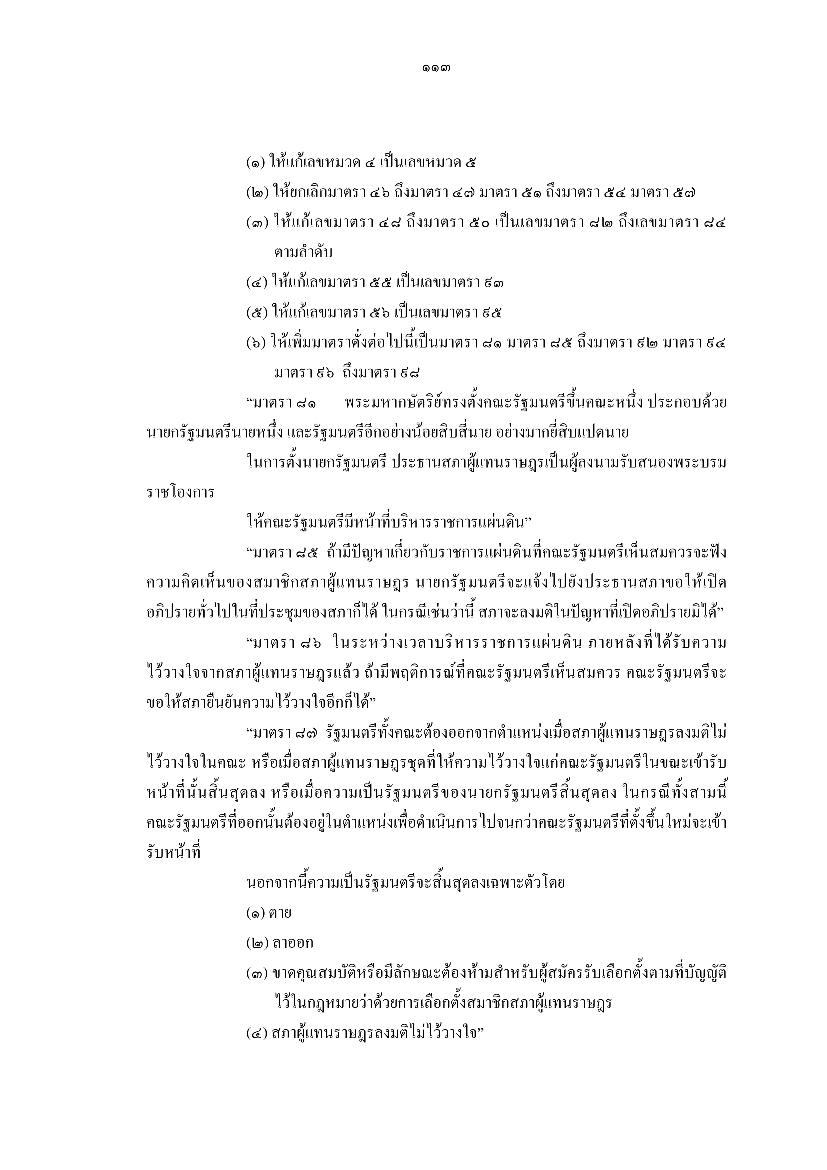 ๑๑๓
(๑) ให้แก้เลขหมวด ๔ เป็นเลขหมวด ๕
(๒) ให้ยกเลิกมาตรา ๔๖ ถึงมาตรา ๔๗ มาตรา ๕๑ ถึงมาตรา ๕๔ มาตรา ๕๗
(๓) ให้แก้เลขมาตรา ๔๘ ถึงมาตรา ๕๐ เป็นเลขมาตรา ๘๒ ถึงเลขมาตรา ๘๔
ตามลำดับ
(๔) ให้แก้เลขมาตรา ๕๕ เป็นเลขมาตรา ๙๓
(๕) ให้แก้เลขมาตรา ๕๖ เป็นเลขมาตรา ๙๕
(๖) ให้เพิ่มมาตราดั่งต่อไปนี้เป็นมาตรา ๘๑ มาตรา ๘๕ ถึงมาตรา ๙๒ มาตรา ๙๔
มาตรา ๙๖ ถึงมาตรา ๙๘
“มาตรา ๘๑ พระมหากษัตริย์ทรงตั้งคณะรัฐมนตรีขึ้นคณะหนึ่ง ประกอบด้วย
นายกรัฐมนตรีนายหนึ่ง และรัฐมนตรีอีกอย่างน้อยสิบสี่นาย อย่างมากยี่สิบแปดนาย
ในการตั้งนายกรัฐมนตรี ประธานสภาผู้แทนราษฎรเป็นผู้ลงนามรับสนองพระบรม
ราชโองการ
ให้คณะรัฐมนตรีมีหน้าที่บริหารราชการแผ่นดิน”
“มาตรา ๘๕ ถ้ามีปัญหาเกี่ยวกับราชการแผ่นดินที่คณะรัฐมนตรีเห็นสมควรจะฟัง
ความคิดเห็นของสมาชิกสภาผู้แทนราษฎร นายกรัฐมนตรีจะแจ้งไปยังประธานสภาขอให้เปิด
อภิปรายทั่วไปในที่ประชุมของสภาก็ได้ ในกรณีเช่นว่านี้ สภาจะลงมติในปัญหาที่เปิดอภิปรายมิได้”
“มาตรา ๘๖ ในระหว่างเวลาบริหารราชการแผ่นดิน ภายหลังที่ได้รับความ
ไว้วางใจจากสภาผู้แทนราษฎรแล้ว ถ้ามีพฤติการณ์ที่คณะรัฐมนตรีเห็นสมควร คณะรัฐมนตรีจะ
ขอให้สภายืนยันความไว้วางใจอีกก็ได้”
“มาตรา ๘๗ รัฐมนตรีทั้งคณะต้องออกจากตำแหน่งเมื่อสภาผู้แทนราษฎรลงมติไม่
ไว้วางใจในคณะ หรือเมื่อสภาผู้แทนราษฎรชุดที่ให้ความไว้วางใจแก่คณะรัฐมนตรีในขณะเข้ารับ
หน้าที่นั้นสิ้นสุดลง หรือเมื่อความเป็นรัฐมนตรีของนายกรัฐมนตรีสิ้นสุดลง ในกรณีทั้งสามนี้
คณะรัฐมนตรีที่ออกนั้นต้องอยู่ในตำแหน่งเพื่อดำเนินการไปจนกว่าคณะรัฐมนตรีที่ตั้งขึ้นใหม่จะเข้า
รับหน้าที่
นอกจากนี้ความเป็นรัฐมนตรีจะสิ้นสุดลงเฉพาะตัวโดย
(๑) ตาย
(๒) ลาออก
(๓) ขาดคุณสมบัติหรือมีลักษณะต้องห้ามสำหรับผู้สมัครรับเลือกตั้งตามที่บัญญัติ
ไว้ในกฎหมายว่าด้วยการเลือกตั้งสมาชิกสภาผู้แทนราษฎร
(๔) สภาผู้แทนราษฎรลงมติไม่ไว้วางใจ”